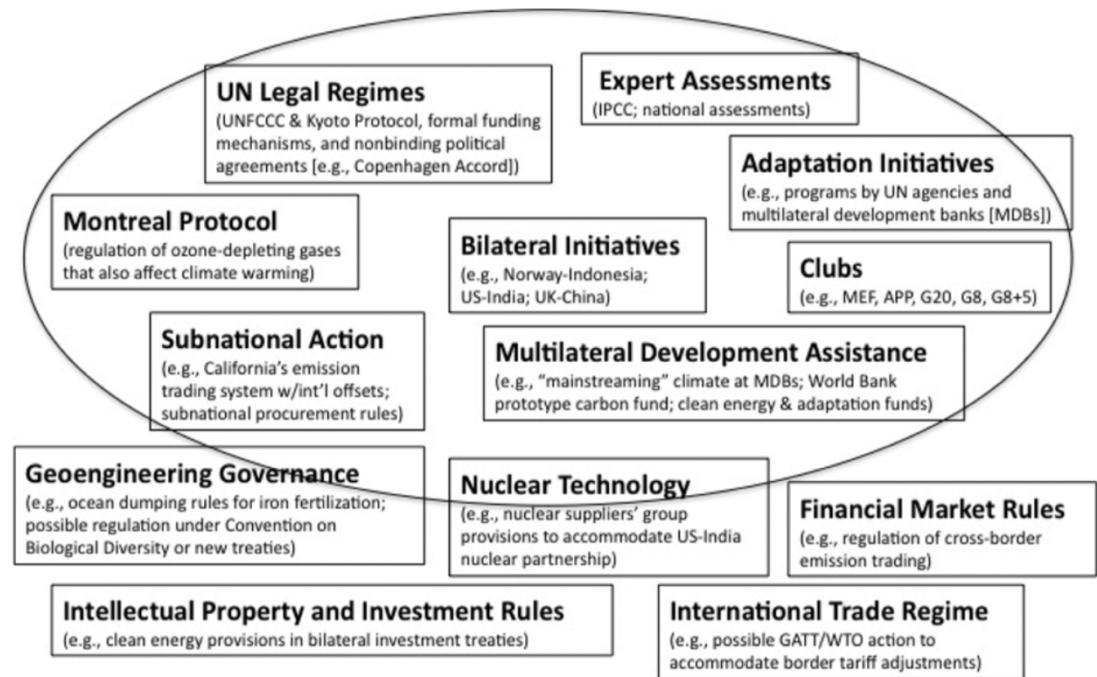 UN Legal Regimes
(UNFCCC & Kyoto Protocol, formal funding
mechanisms, and nonbinding political
agreements [e.g., Copenhagen Accord])
Expert Assessments
(IPCC; national assessments)
Adaptation Initiatives
(e.g., programs by UN agencies and
multilateral development banks [MDBs])
Montreal Protocol
(regulation of ozone-depleting gases
that also affect climate warming)
Bilateral Initiatives
(e.g., Norway-Indonesia;
US-India; UK-China)
Clubs
(e.g., MEF, APP, G20, G8, G8+5)
Subnational Action
(e.g., California's emission
trading system w/int'l offsets;
subnational procurement rules)
Multilateral Development Assistance
(e.g., "mainstreaming" climate at MDBs; World Bank
prototype carbon fund; clean energy & adaptation funds)
Geoengineering Governance
(e.g., ocean dumping rules for iron fertilization;
possible regulation under Convention on
Biological Diversity or new treaties)
Nuclear Technology
(e.g., nuclear suppliers' group
provisions to accommodate US-India
nuclear partnership)
Financial Market Rules
(e.g., regulation of cross-border
emission trading)
Intellectual Property and Investment Rules
(e.g., clean energy provisions in bilateral investment treaties)
International Trade Regime
(e.g., possible GATT/WTO action to
accommodate border tariff adjustments)